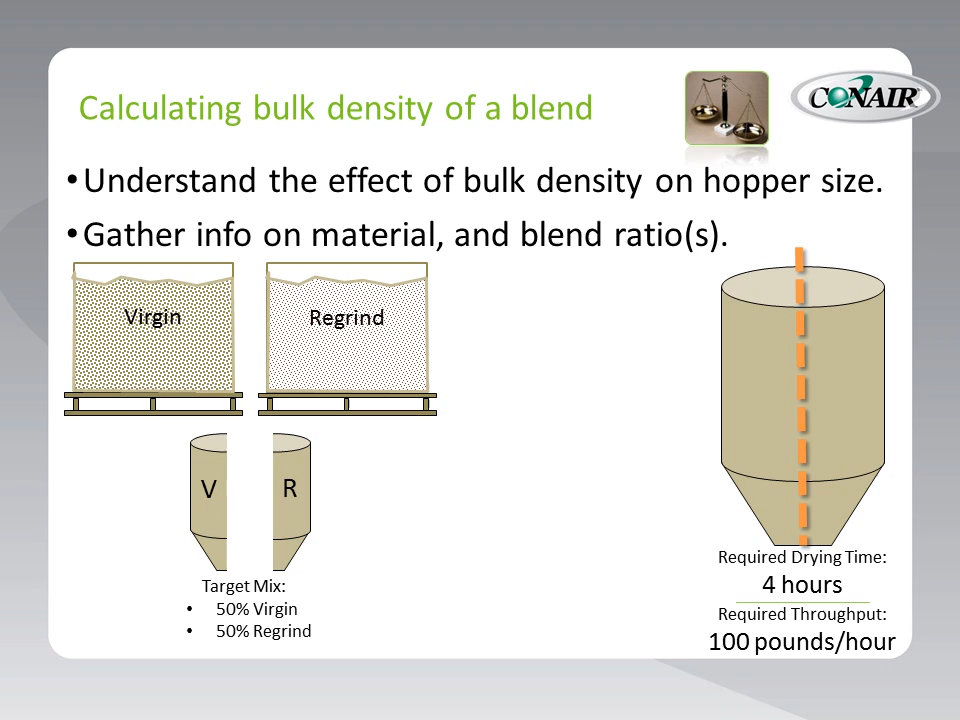 Calculating bulk density of a blend
CONAIR
• Understand the effect of bulk density on hopper size.
• Gather info on material, and blend ratio(s).
Virgin
Regrind
V
R
Target Mix:
• 50% Virgin
• 50% Regrind
Required Drying Time:
4 hours
Required Throughput:
100 pounds/hour